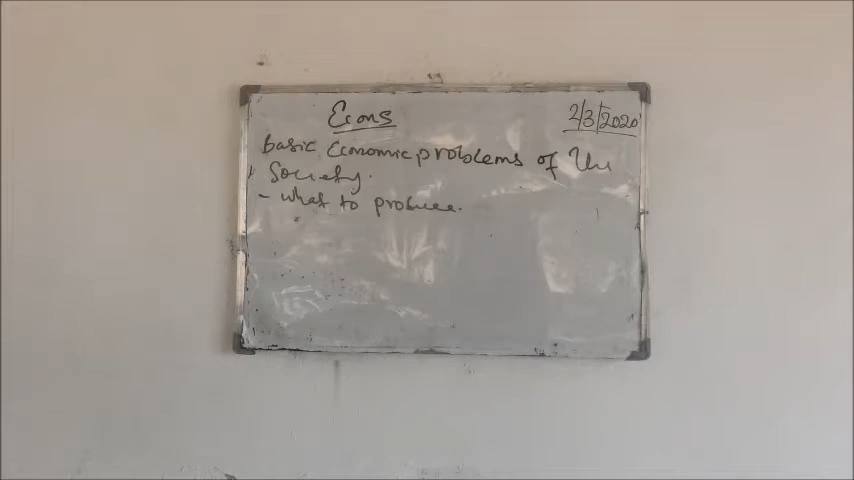 Econs 2/3/2020
Basic Economic problems of the
Society.
- what to produce.